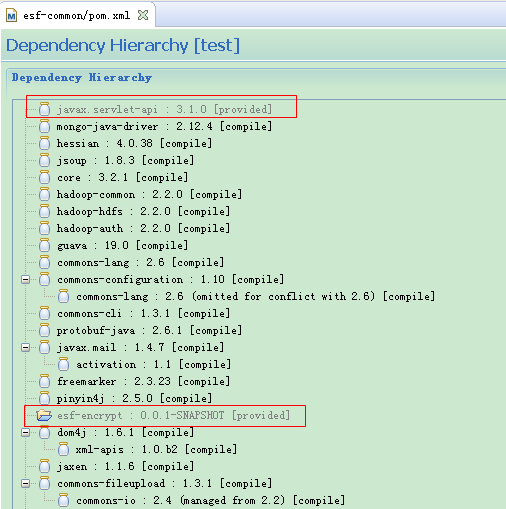 esf-common/pom.xml
Dependency Hierarchy [test]
Dependency Hierarchy
javax.servlet-api : 3.1.0 [provided]
mongo-java-driver : 2.12.4 [compile]
hessian : 4.0.38 [compile]
jsoup : 1.8.3 [compile]
core : 3.2.1 [compile]
hadoop-common : 2.2.0 [compile]
hadoop-hdfs : 2.2.0 [compile]
hadoop-auth : 2.2.0 [compile]
guava : 19.0 [compile]
commons-lang : 2.6 [compile]
commons-configuration : 1.10 [compile]
commons-lang : 2.6 (omitted for conflict with 2.6) [compile]
commons-cli : 1.3.1 [compile]
protobuf-java : 2.6.1 [compile]
javax.mail : 1.4.7 [compile]
activation : 1.1 [compile]
freemarker : 2.3.23 [compile]
pinyin4j : 2.5.0 [compile]
esf-encrypt : 0.0.1-SNAPSHOT [provided]
dom4j : 1.6.1 [compile]
xml-apis : 1.0.b2 [compile]
jaxen : 1.1.6 [compile]
commons-fileupload : 1.3.1 [compile]
commons-io : 2.4 (managed from 2.2) [compile]